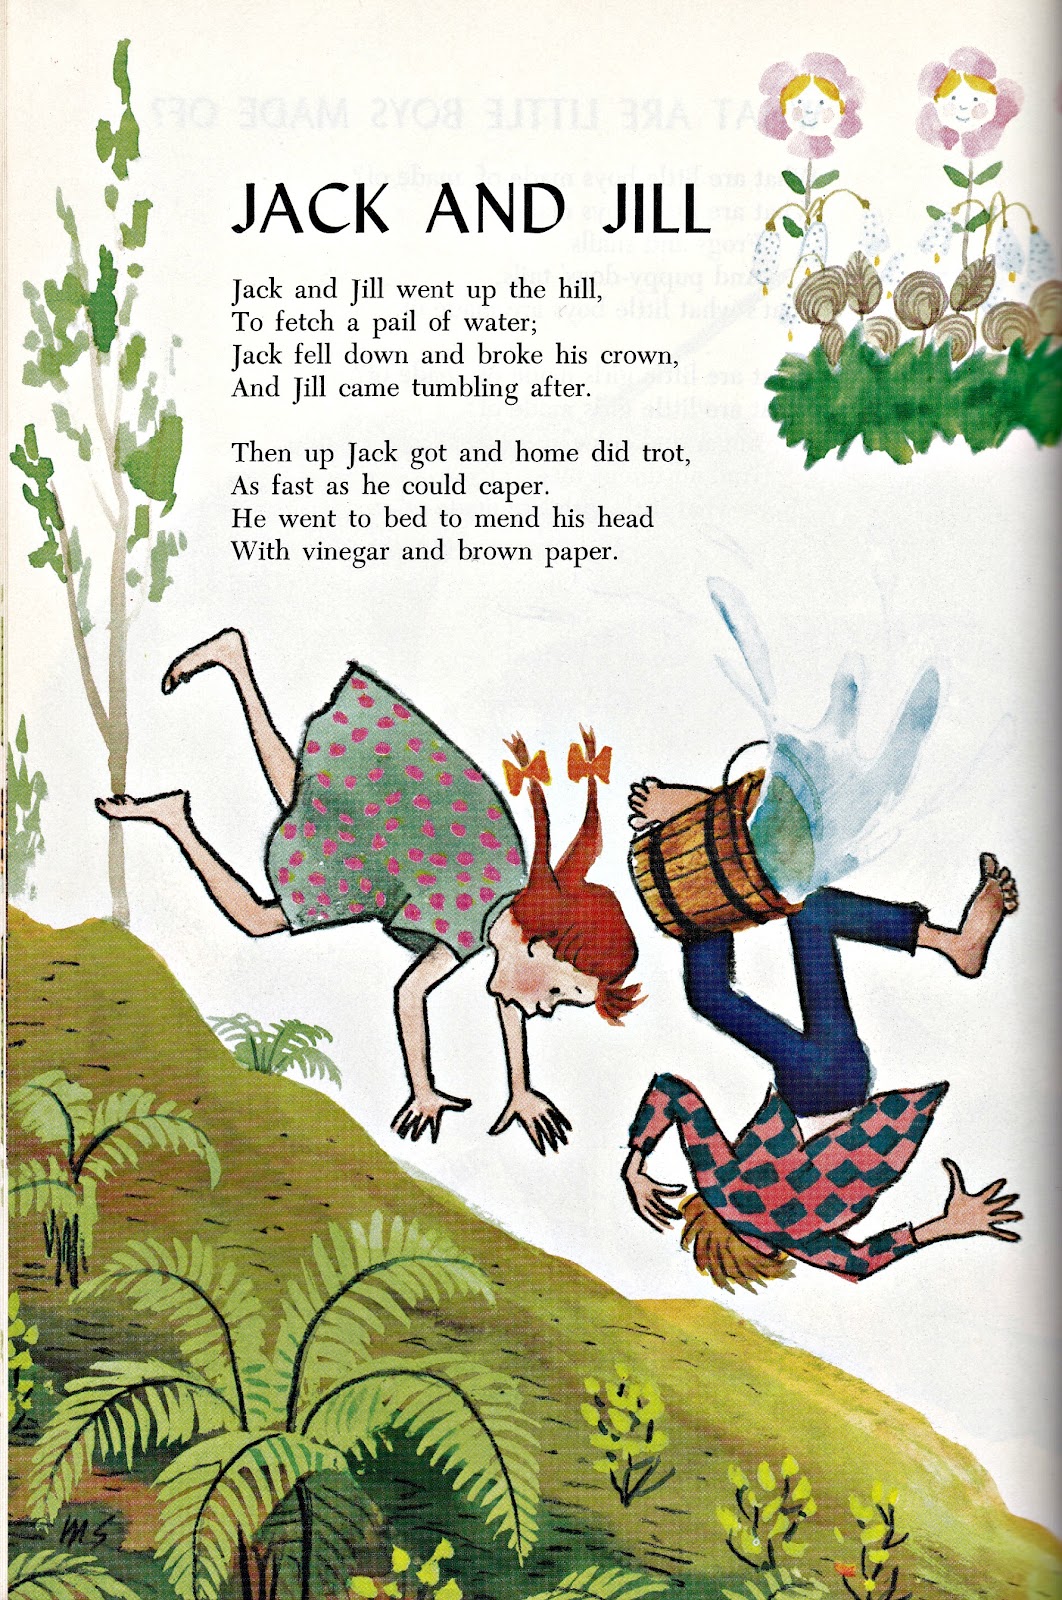 JACK AND JILL
Jack and Jill went up the hill,
To fetch a pail of water;
Jack fell down and broke his crown,
And Jill came tumbling after.
Then up Jack got and home did trot,
As fast as he could caper.
He went to bed to mend his head
With vinegar and brown paper.
MS